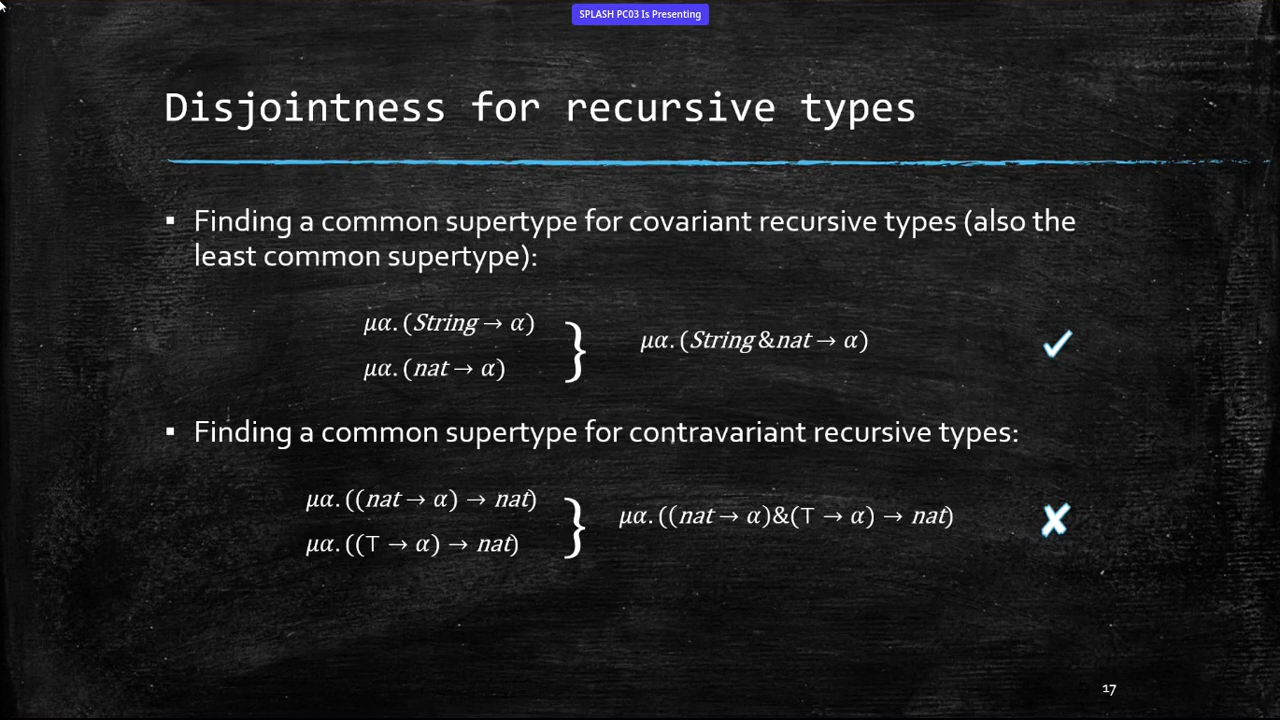 SPLASH PC03 Is Presenting
Disjointness for recursive types
▪ Finding a common supertype for covariant recursive types (also the
least common supertype):
μα. (String → α)
μα. (nat → α)
} μα. (String & nat → α) ✓
▪ Finding a common supertype for contravariant recursive types:
μα. ((nat → α) → nat)
μα. ((⊤ → α) → nat)
} μα. ((nat → α)&(⊤ → α) → nat) ✘
17